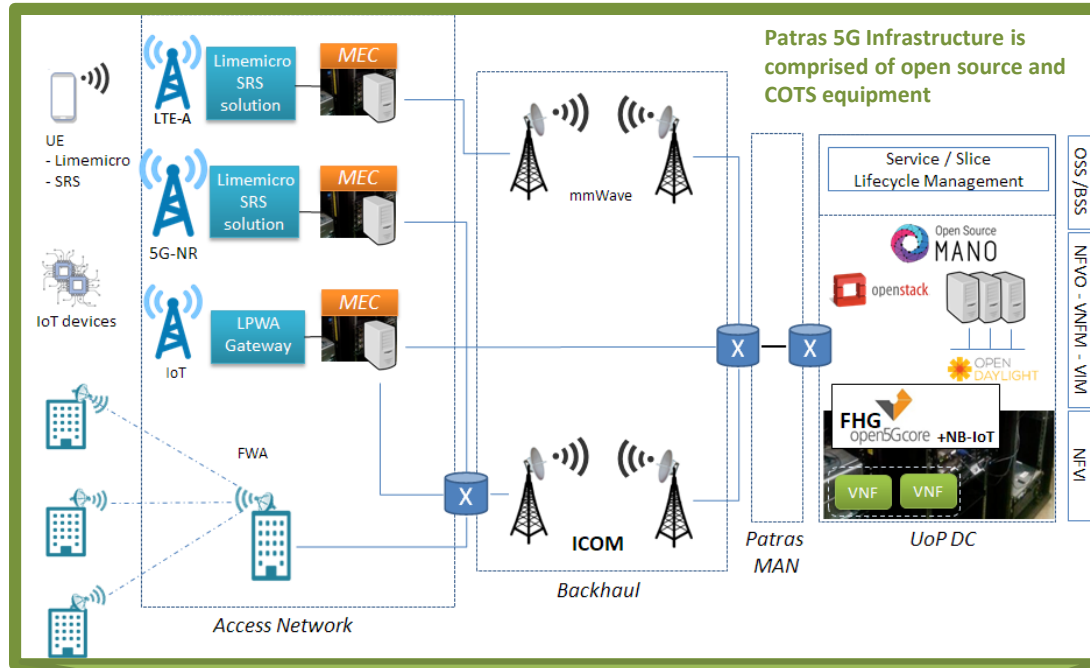 Patras 5G Infrastructure is
comprised of open source and
COTS equipment
UE
- Limemicro
- SRS
IoT devices
LTE-A
Limemicro
SRS
solution
MEC
5G-NR
Limemicro
SRS
solution
MEC
IoT
LPWA
Gateway
MEC
FWA
X
Access Network
mmWave
ICOM
Backhaul
X
X
Patras
MAN
Service / Slice
Lifecycle Management
Open Source
MANO
openstack
OPEN
DAYLIGHT
FHG
open5Gcore +NB-IoT
VNF
VNF
UoP DC
OSS /BSS
NFVO - VNFM - VIM
NFVI